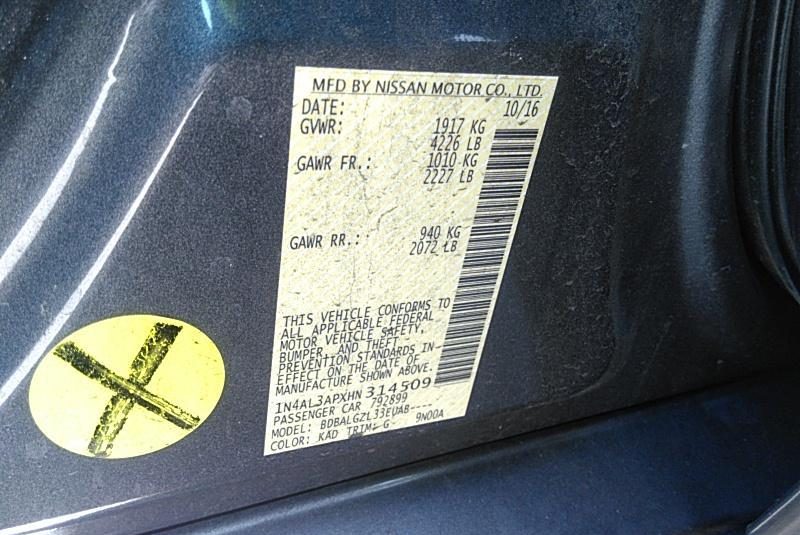 MFD BY NISSAN MOTOR CO., LTD.
DATE: 10/16
GVWR: 1917 KG
4226 LB
GAWR FR.: 1010 KG
2227 LB
GAWR RR.: 940 KG
2072 LB
THIS VEHICLE CONFORMS TO
ALL APPLICABLE FEDERAL
MOTOR VEHICLE SAFETY,
BUMPER, AND THEFT
PREVENTION STANDARDS IN
EFFECT ON THE DATE OF
MANUFACTURE SHOWN ABOVE.
1N4AL3APXHN314509
PASSENGER CAR 792899
MODEL: BDBALGZL33EUAB----
COLOR: KAD TRIM: G- 9N00A